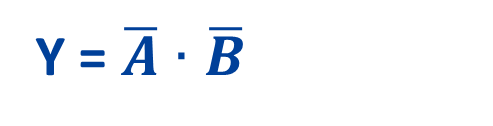 Y = A̅ · B̅